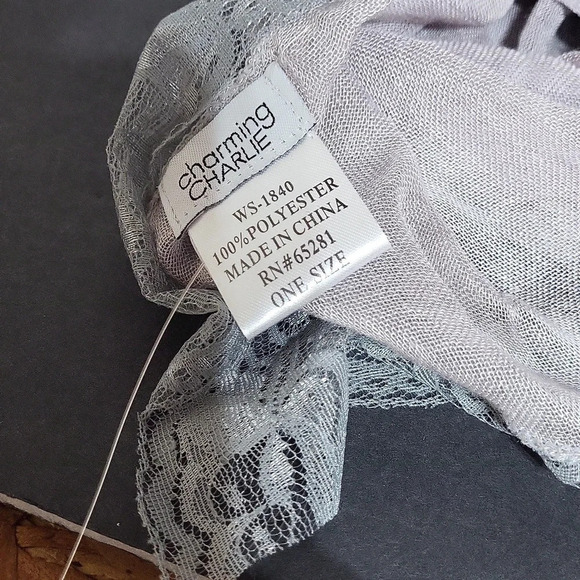 charming
CHARLIE
WS-1840
100%POLYESTER
MADE IN CHINA
RN#65281
ONE SIZE